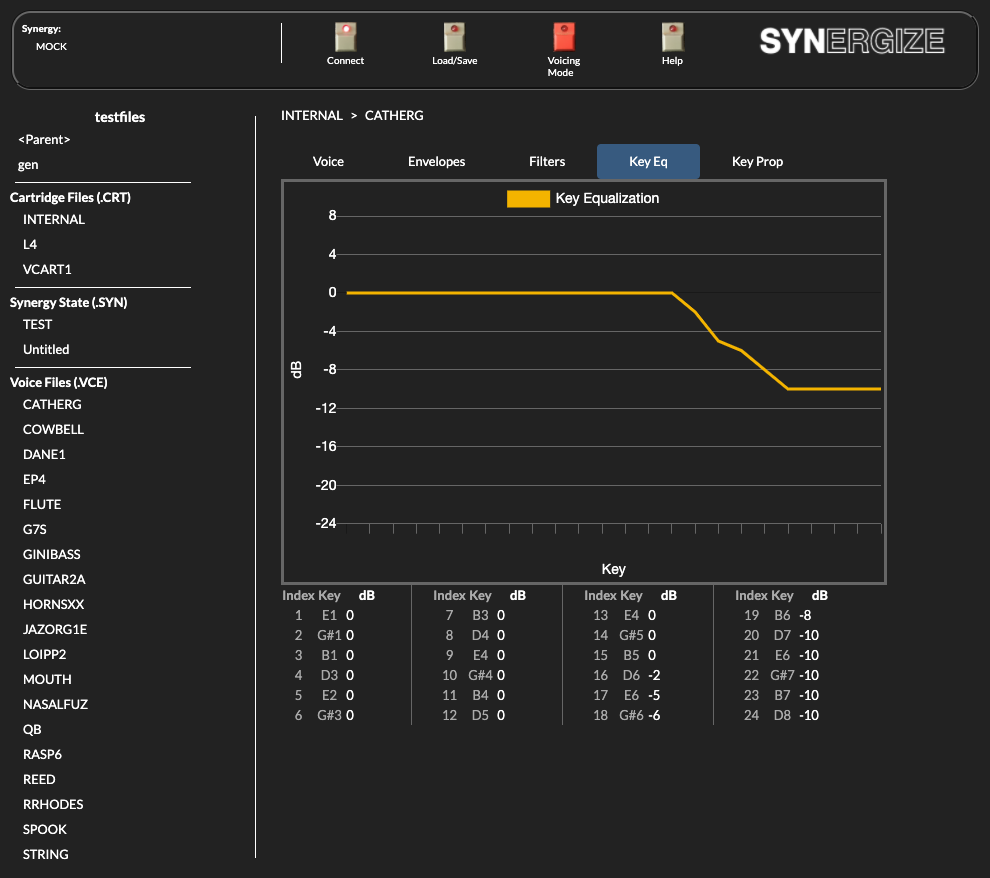 Synergy:
MOCK
Connect
Load/Save
Voicing
Mode
Help
SYNERGIZE
testfiles
<Parent>
gen
Cartridge Files (.CRT)
INTERNAL
L4
VCART1
Synergy State (.SYN)
TEST
Untitled
Voice Files (.VCE)
CATHERG
COWBELL
DANE1
EP4
FLUTE
G7S
GINIBASS
GUITAR2A
HORNSXX
JAZORG1E
LOIPP2
MOUTH
NASALFUZ
QB
RASP6
REED
RRHODES
SPOOK
STRING
INTERNAL > CATHERG
Voice Envelopes Filters Key Eq Key Prop
Key Equalization
8
4
0
-4
-8
-12
-16
-20
-24
dB
Key
Index Key dB Index Key dB Index Key dB Index Key dB
1 E1 0 7 B3 0 13 E4 0 19 B6 -8
2 G#1 0 8 D4 0 14 G#5 0 20 D7 -10
3 B1 0 9 E4 0 15 B5 0 21 E6 -10
4 D3 0 10 G#4 0 16 D6 -2 22 G#7 -10
5 E2 0 11 B4 0 17 E6 -5 23 B7 -10
6 G#3 0 12 D5 0 18 G#6 -6 24 D8 -10